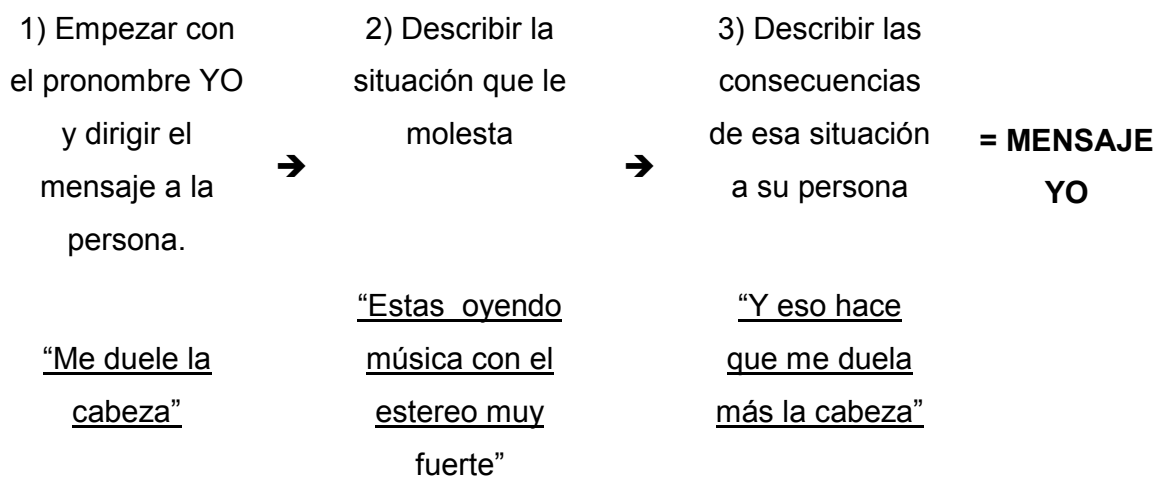 1) Empezar con
el pronombre YO
y dirigir el
mensaje a la
persona.
➔
2) Describir la
situación que le
molesta
➔
3) Describir las
consecuencias
de esa situación
a su persona
= MENSAJE
YO
“Me duele la
cabeza”
“Estas oyendo
música con el
estereo muy
fuerte”
“Y eso hace
que me duela
más la cabeza”